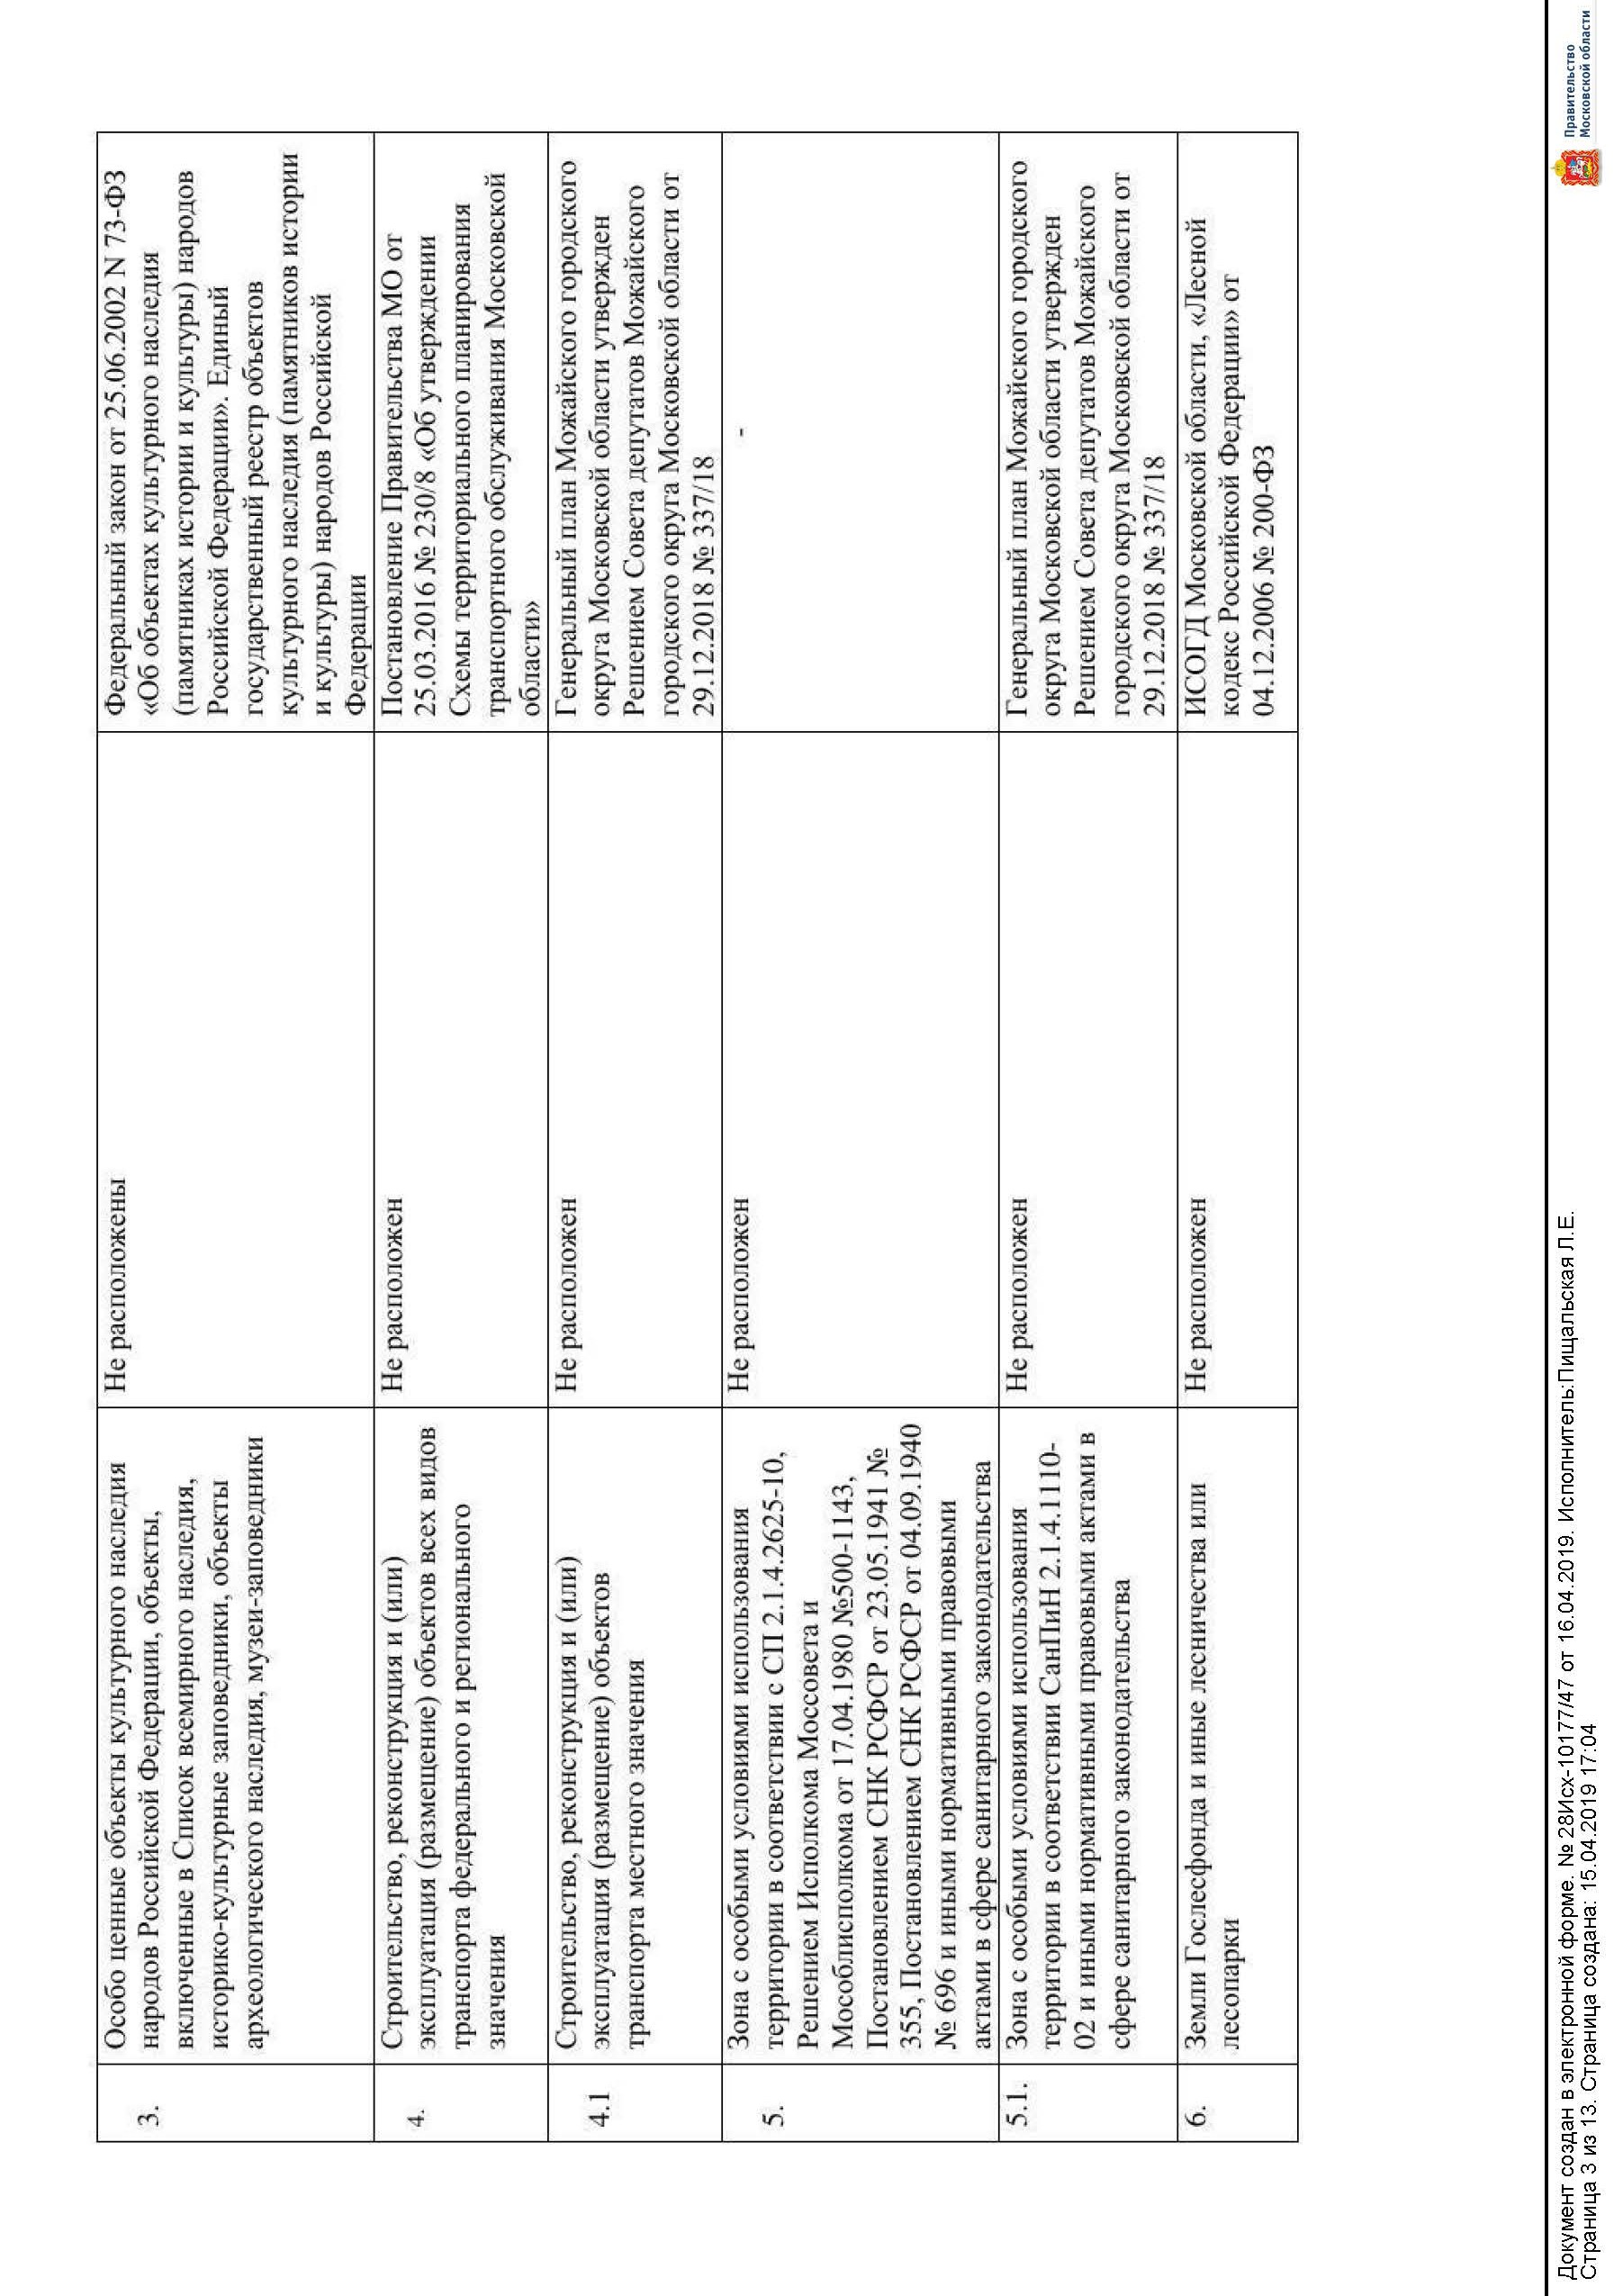 3.
Особо ценные объекты культурного наследия
народов Российской Федерации, объекты,
включенные в Список всемирного наследия,
историко-культурные заповедники, объекты
археологического наследия, музеи-заповедники
Не расположены
Федеральный закон от 25.06.2002 N 73-ФЗ
«Об объектах культурного наследия
(памятниках истории и культуры) народов
Российской Федерации». Единый
государственный реестр объектов
культурного наследия (памятников истории
и культуры) народов Российской
Федерации
4.
Строительство, реконструкция и (или)
эксплуатация (размещение) объектов всех видов
транспорта федерального и регионального
значения
Не расположен
Постановление Правительства МО от
25.03.2016 № 230/8 «Об утверждении
Схемы территориального планирования
транспортного обслуживания Московской
области»
4.1
Строительство, реконструкция и (или)
эксплуатация (размещение) объектов
транспорта местного значения
Не расположен
Генеральный план Можайского городского
округа Московской области утвержден
Решением Совета депутатов Можайского
городского округа Московской области от
29.12.2018 № 337/18
5.
Зона с особыми условиями использования
территории в соответствии с СП 2.1.4.2625-10,
Решением Исполкома Моссовета и
Мособлисполкома от 17.04.1980 №500-1143,
Постановлением СНК РСФСР от 23.05.1941 №
355, Постановлением СНК РСФСР от 04.09.1940
№ 696 и иными нормативными правовыми
актами в сфере санитарного законодательства
Не расположен
-
5.1.
Зона с особыми условиями использования
территории в соответствии СанПиН 2.1.4.1110-
02 и иными нормативными правовыми актами в
сфере санитарного законодательства
Не расположен
Генеральный план Можайского городского
округа Московской области утвержден
Решением Совета депутатов Можайского
городского округа Московской области от
29.12.2018 № 337/18
6.
Земли Гослесфонда и иные лесничества или
лесопарки
Не расположен
ИСОГД Московской области, «Лесной
кодекс Российской Федерации» от
04.12.2006 № 200-ФЗ
Документ создан в электронной форме. № 28Исх-10177/47 от 16.04.2019. Исполнитель:Пищальская Л.Е.
Страница 3 из 13. Страница создана: 15.04.2019 17:04
Правительство
Московской области